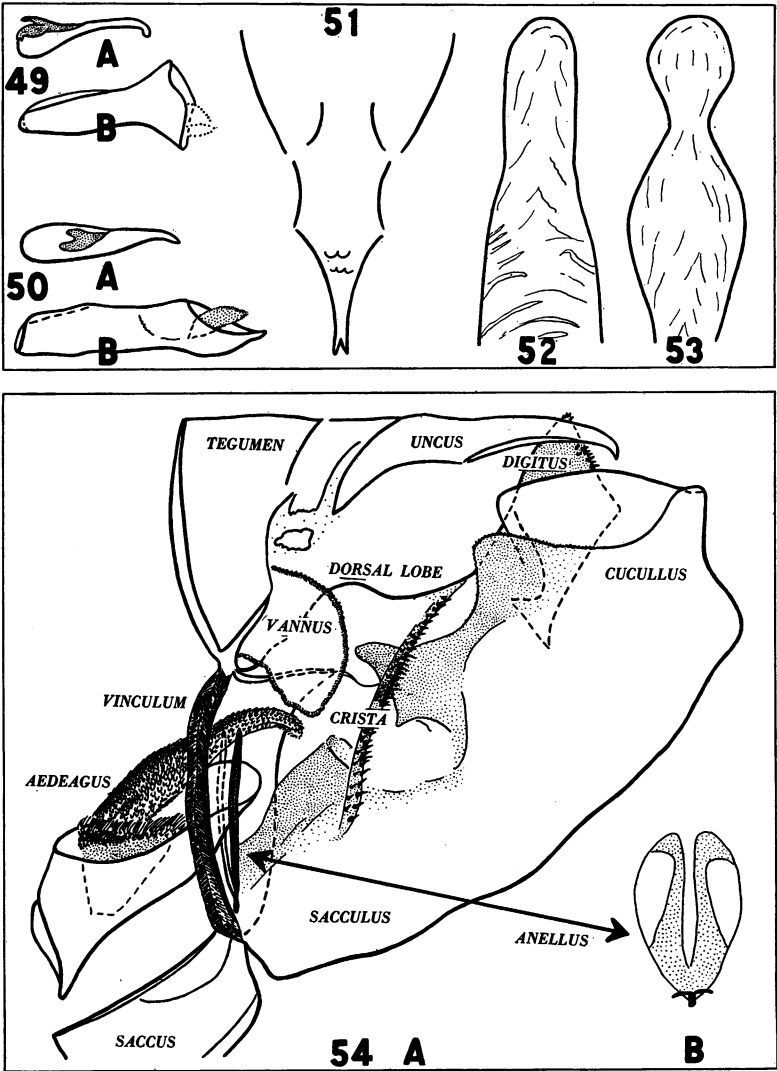 51
A
49
B
A
50
B
52
53
TEGUMEN
UNCUS
DIGITUS
DORSAL LOBE
CUCULLUS
VANNUS
VINCULUM
CRISTA
AEDEAGUS
SACCULUS
ANELLUS
SACCUS
54 A
B